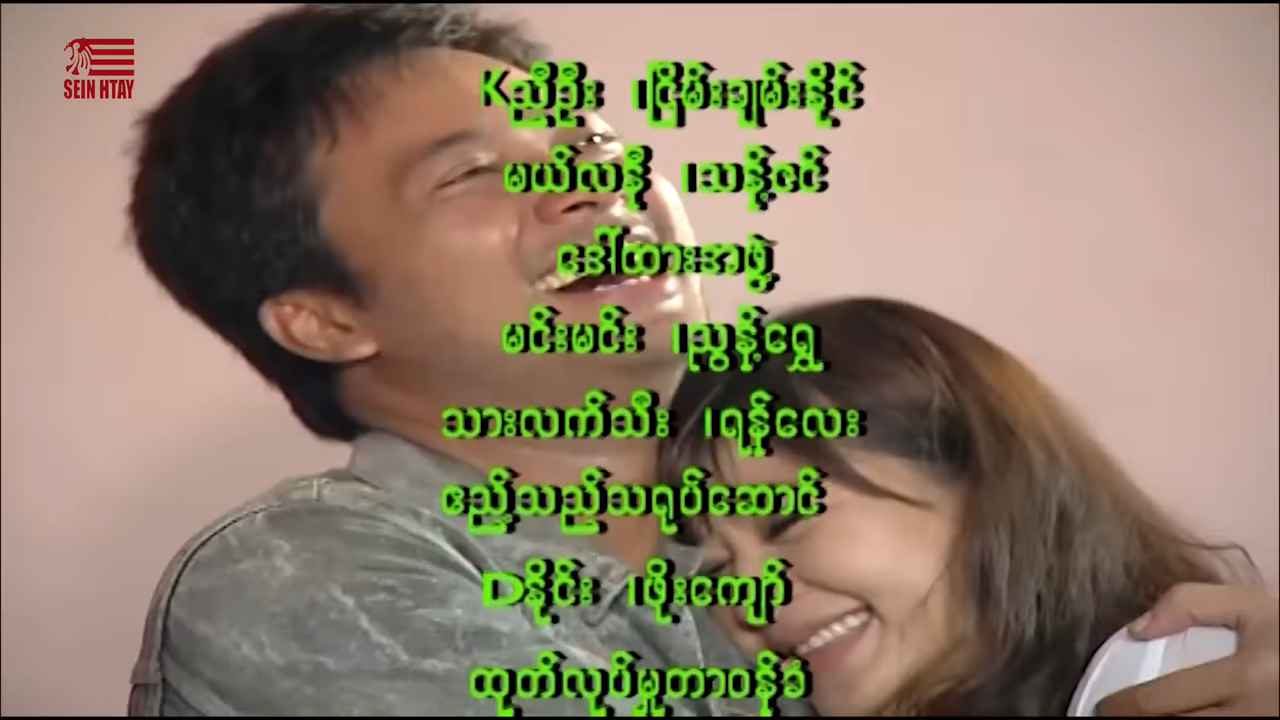 SEIN HTAY
Kညီဦး ၊ငြိမ်းချမ်းနိုင်
မယ်လနီ ၊သန့်ဇင်
ဒေါ်ထားအဖွဲ့
မင်းမင်း ၊ညွန့်ရွှေ
သားလက်သီး ၊ရန်လေး
ဧည့်သည်သရုပ်ဆောင်
Dနိုင်း ၊ဖိုးကျော်
ထုတ်လုပ်မှုတာဝန်ခံ